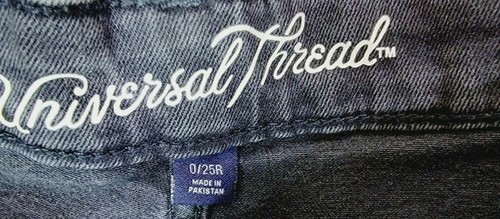 Universal Thread™
0/25R
MADE IN
PAKISTAN